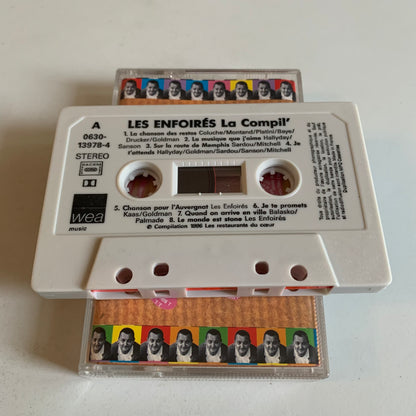 LES ENFOIRÉS La Compil'
A
0630-
13978-4
STEREO
1. La chanson des restos Coluche/Montand/Platini/Baye/
Drucker/Goldman 2. La musique que j'aime Hallyday/
Sanson 3. Sur la route de Memphis Sardou/Mitchell 4. Je
t'attends Hallyday/Goldman/Sardou/Sanson/Mitchell
wea
music
5. Chanson pour l'Auvergnat Les Enfoirés 6. Je te promets
Kaas/Goldman 7. Quand on arrive en ville Balasko/
Palmade 8. Le monde est stone Les Enfoirés
℗ Compilation 1996 Les restaurants du cœur